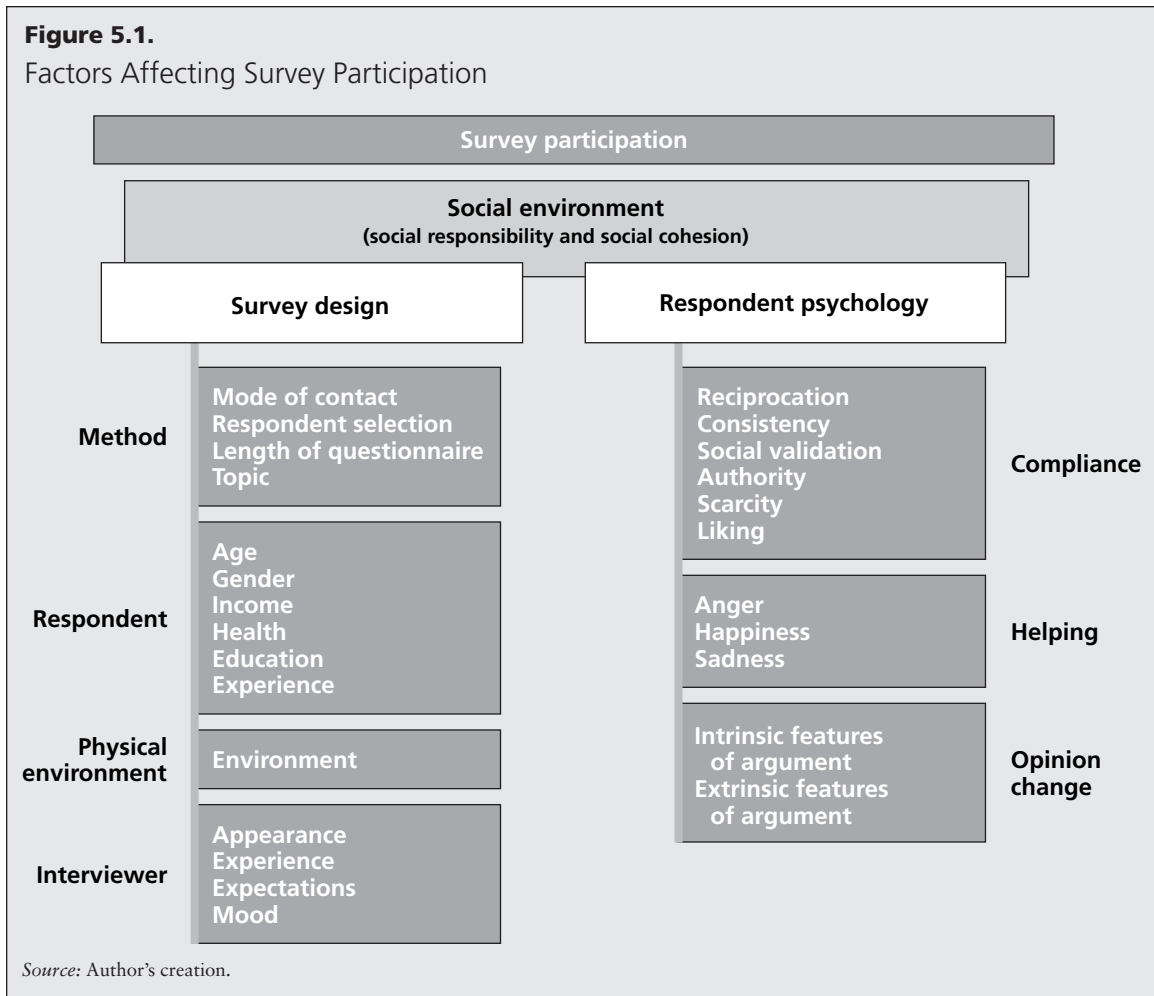 Figure 5.1.
Factors Affecting Survey Participation
Survey participation
Social environment
(social responsibility and social cohesion)
Survey design
Method
Mode of contact
Respondent selection
Length of questionnaire
Topic
Respondent
Age
Gender
Income
Health
Education
Experience
Physical
environment
Environment
Interviewer
Appearance
Experience
Expectations
Mood
Respondent psychology
Reciprocation
Consistency
Social validation
Authority
Scarcity
Liking
Compliance
Anger
Happiness
Sadness
Helping
Intrinsic features
of argument
Extrinsic features
of argument
Opinion
change
Source: Author's creation.